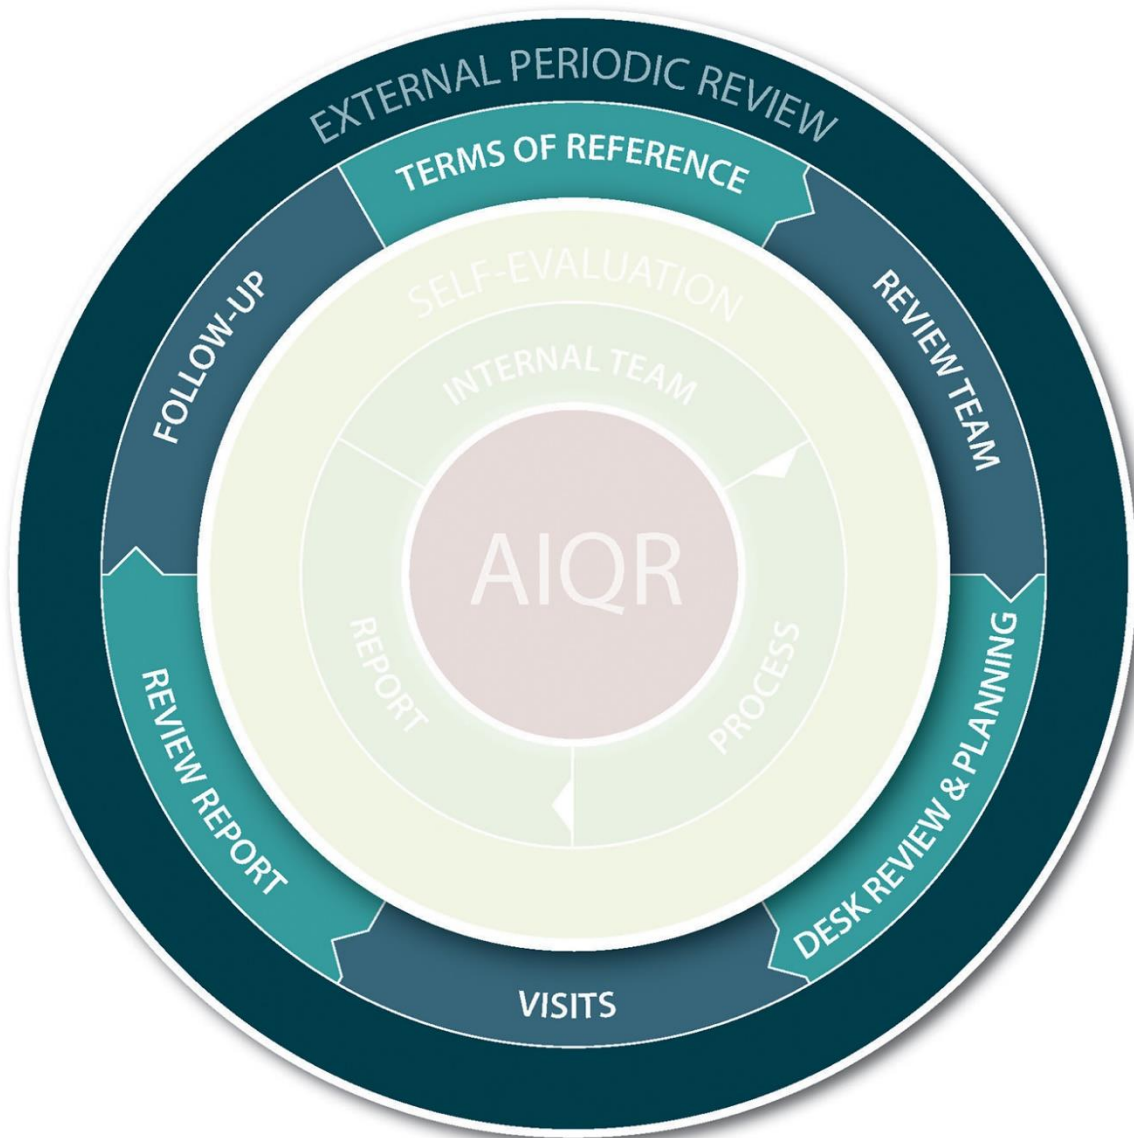 EXTERNAL PERIODIC REVIEW
TERMS OF REFERENCE
REVIEW TEAM
DESK REVIEW & PLANNING
VISITS
REVIEW REPORT
FOLLOW-UP
SELF-EVALUATION
INTERNAL TEAM
PROCESS
REPORT
AIQR